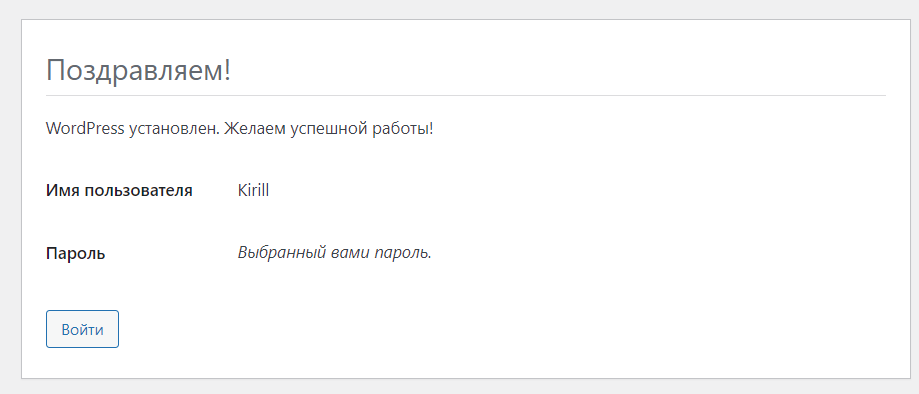 Поздравляем!
WordPress установлен. Желаем успешной работы!
Имя пользователя Kirill
Пароль Выбранный вами пароль.
Войти